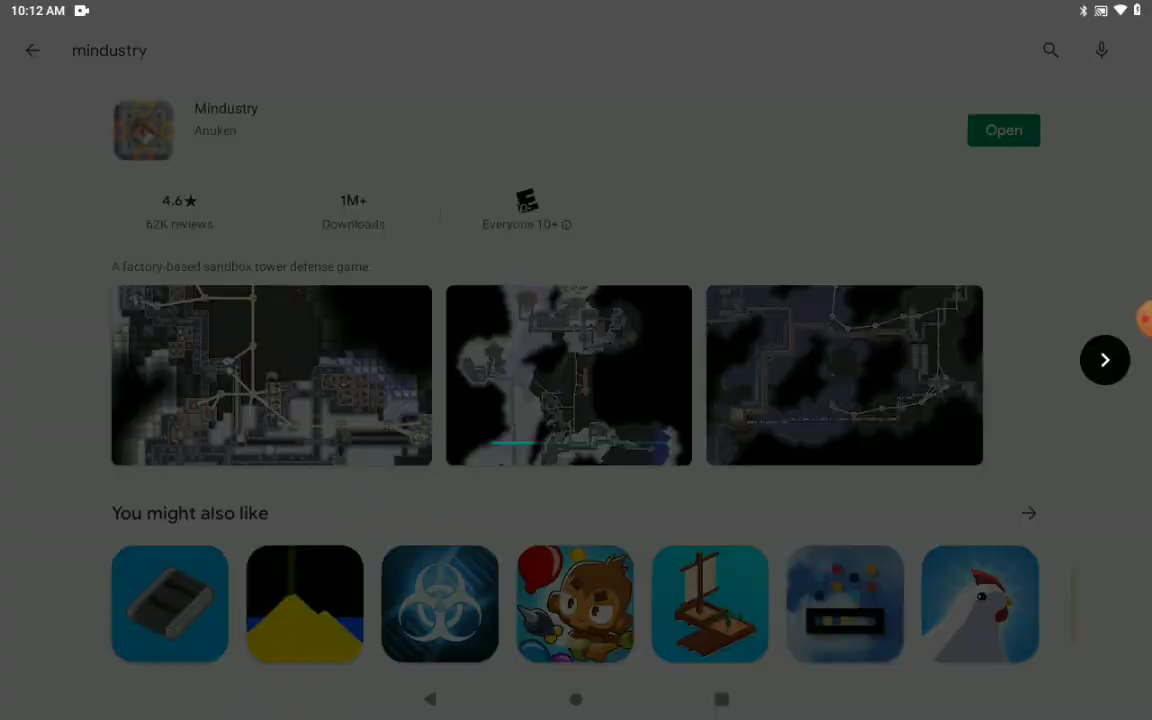 10:12 AM
mindustry
Mindustry
Anuken
Open
4.6★
62K reviews
1M+
Downloads
Everyone 10+
A factory-based sandbox tower defense game.
You might also like